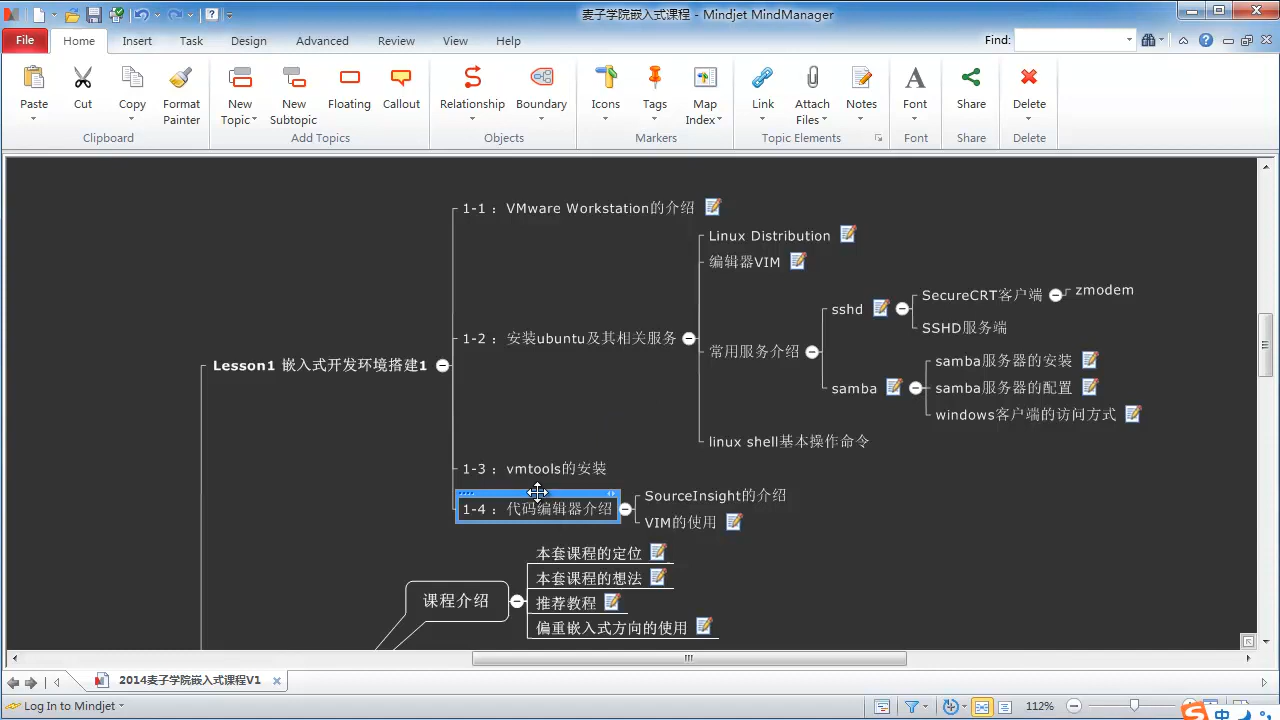 麦子学院嵌入式课程 - Mindjet MindManager
File Home Insert Task Design Advanced Review View Help Find:
Paste Cut Copy Format Painter New Topic New Subtopic Floating Callout Relationship Boundary Icons Tags Map Index Link Attach Files Notes Font Share Delete
Clipboard Add Topics Objects Markers Topic Elements Font Share Delete
1-1 : VMware Workstation的介绍
Linux Distribution
编辑器VIM
SecureCRT客户端 zmodem
sshd
SSHD服务端
1-2 : 安装ubuntu及其相关服务
常用服务介绍
samba服务器的安装
Lesson1 嵌入式开发环境搭建1
samba
samba服务器的配置
windows客户端的访问方式
linux shell基本操作命令
1-3 : vmtools的安装
SourceInsight的介绍
1-4 : 代码编辑器介绍
VIM的使用
本套课程的定位
本套课程的想法
课程介绍
推荐教程
偏重嵌入式方向的使用
2014麦子学院嵌入式课程V1
Log In to Mindjet 112%
中